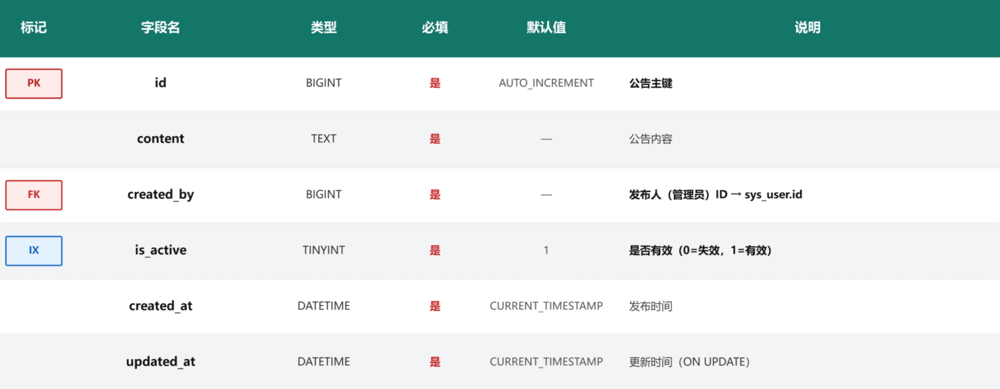 标记 字段名 类型 必填 默认值 说明
PK id BIGINT 是 AUTO_INCREMENT 公告主键
content TEXT 是 — 公告内容
FK created_by BIGINT 是 — 发布人（管理员）ID → sys_user.id
IX is_active TINYINT 是 1 是否有效（0=失效，1=有效）
created_at DATETIME 是 CURRENT_TIMESTAMP 发布时间
updated_at DATETIME 是 CURRENT_TIMESTAMP 更新时间（ON UPDATE）